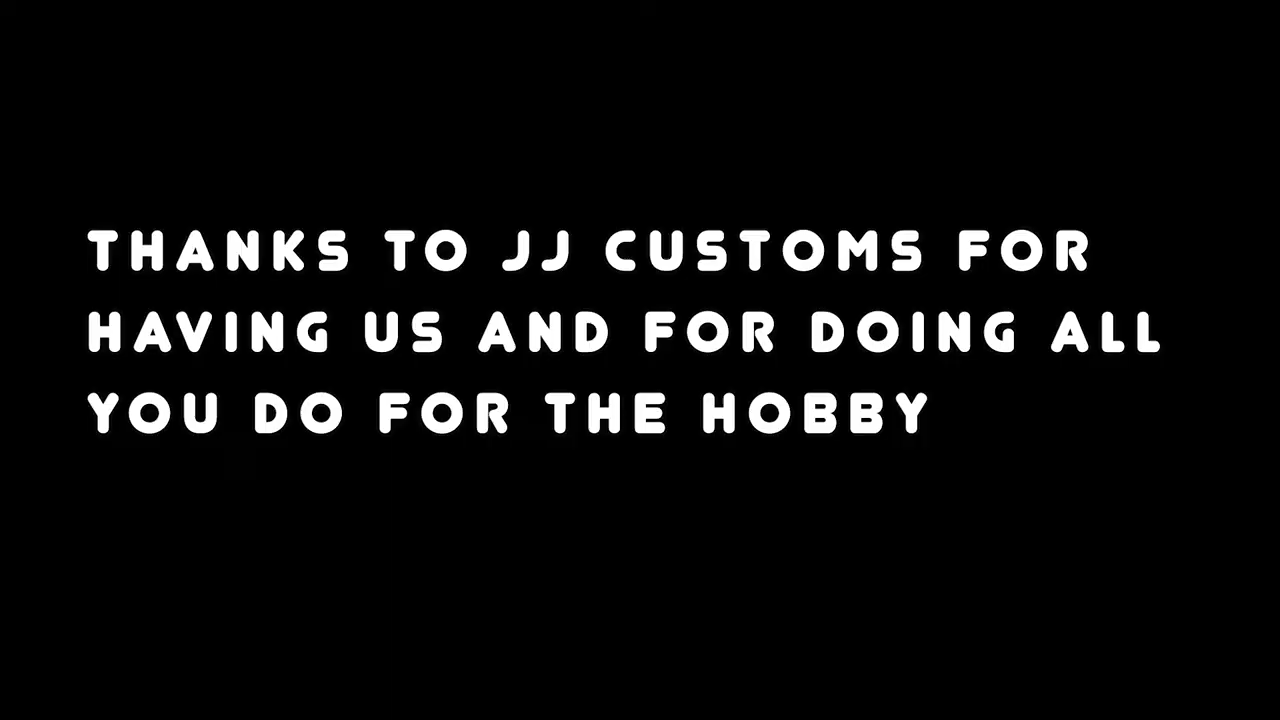 THANKS TO JJ CUSTOMS FOR
HAVING US AND FOR DOING ALL
YOU DO FOR THE HOBBY